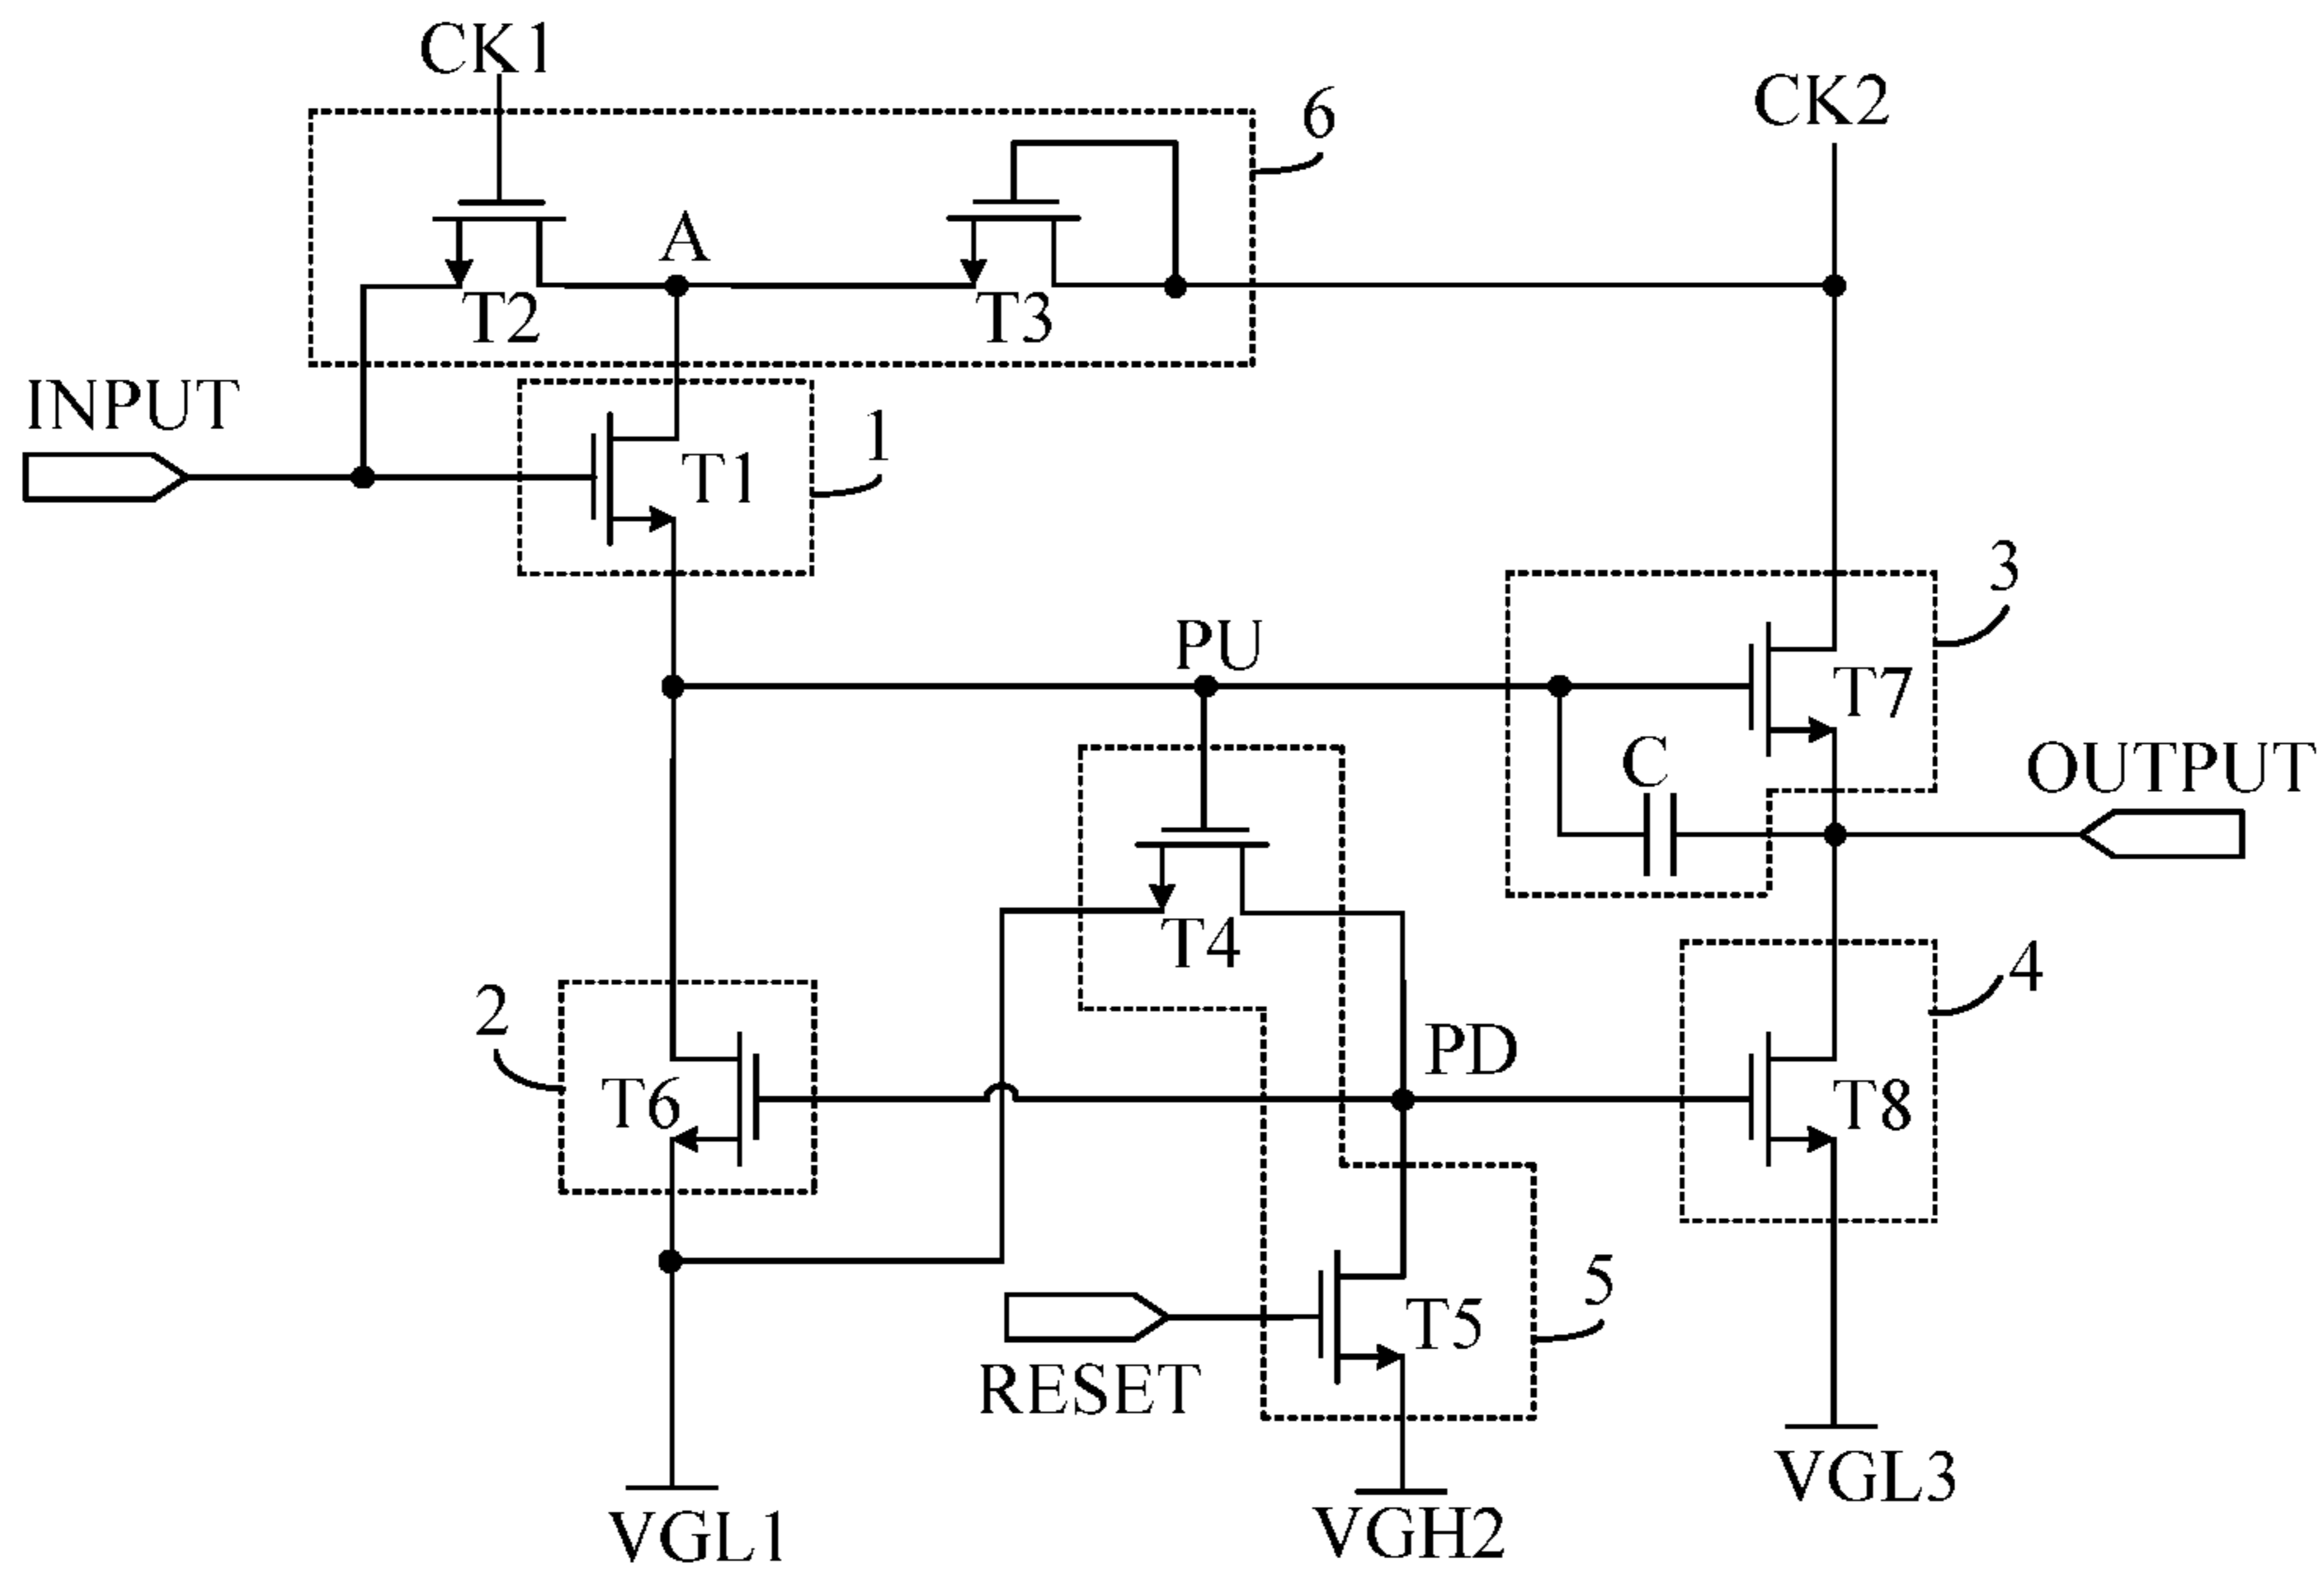 CK1
CK2
6
A
T2
T3
INPUT
1
T1
3
PU
T7
C
OUTPUT
T4
4
2
PD
T6
T8
5
T5
RESET
VGL3
VGL1
VGH2